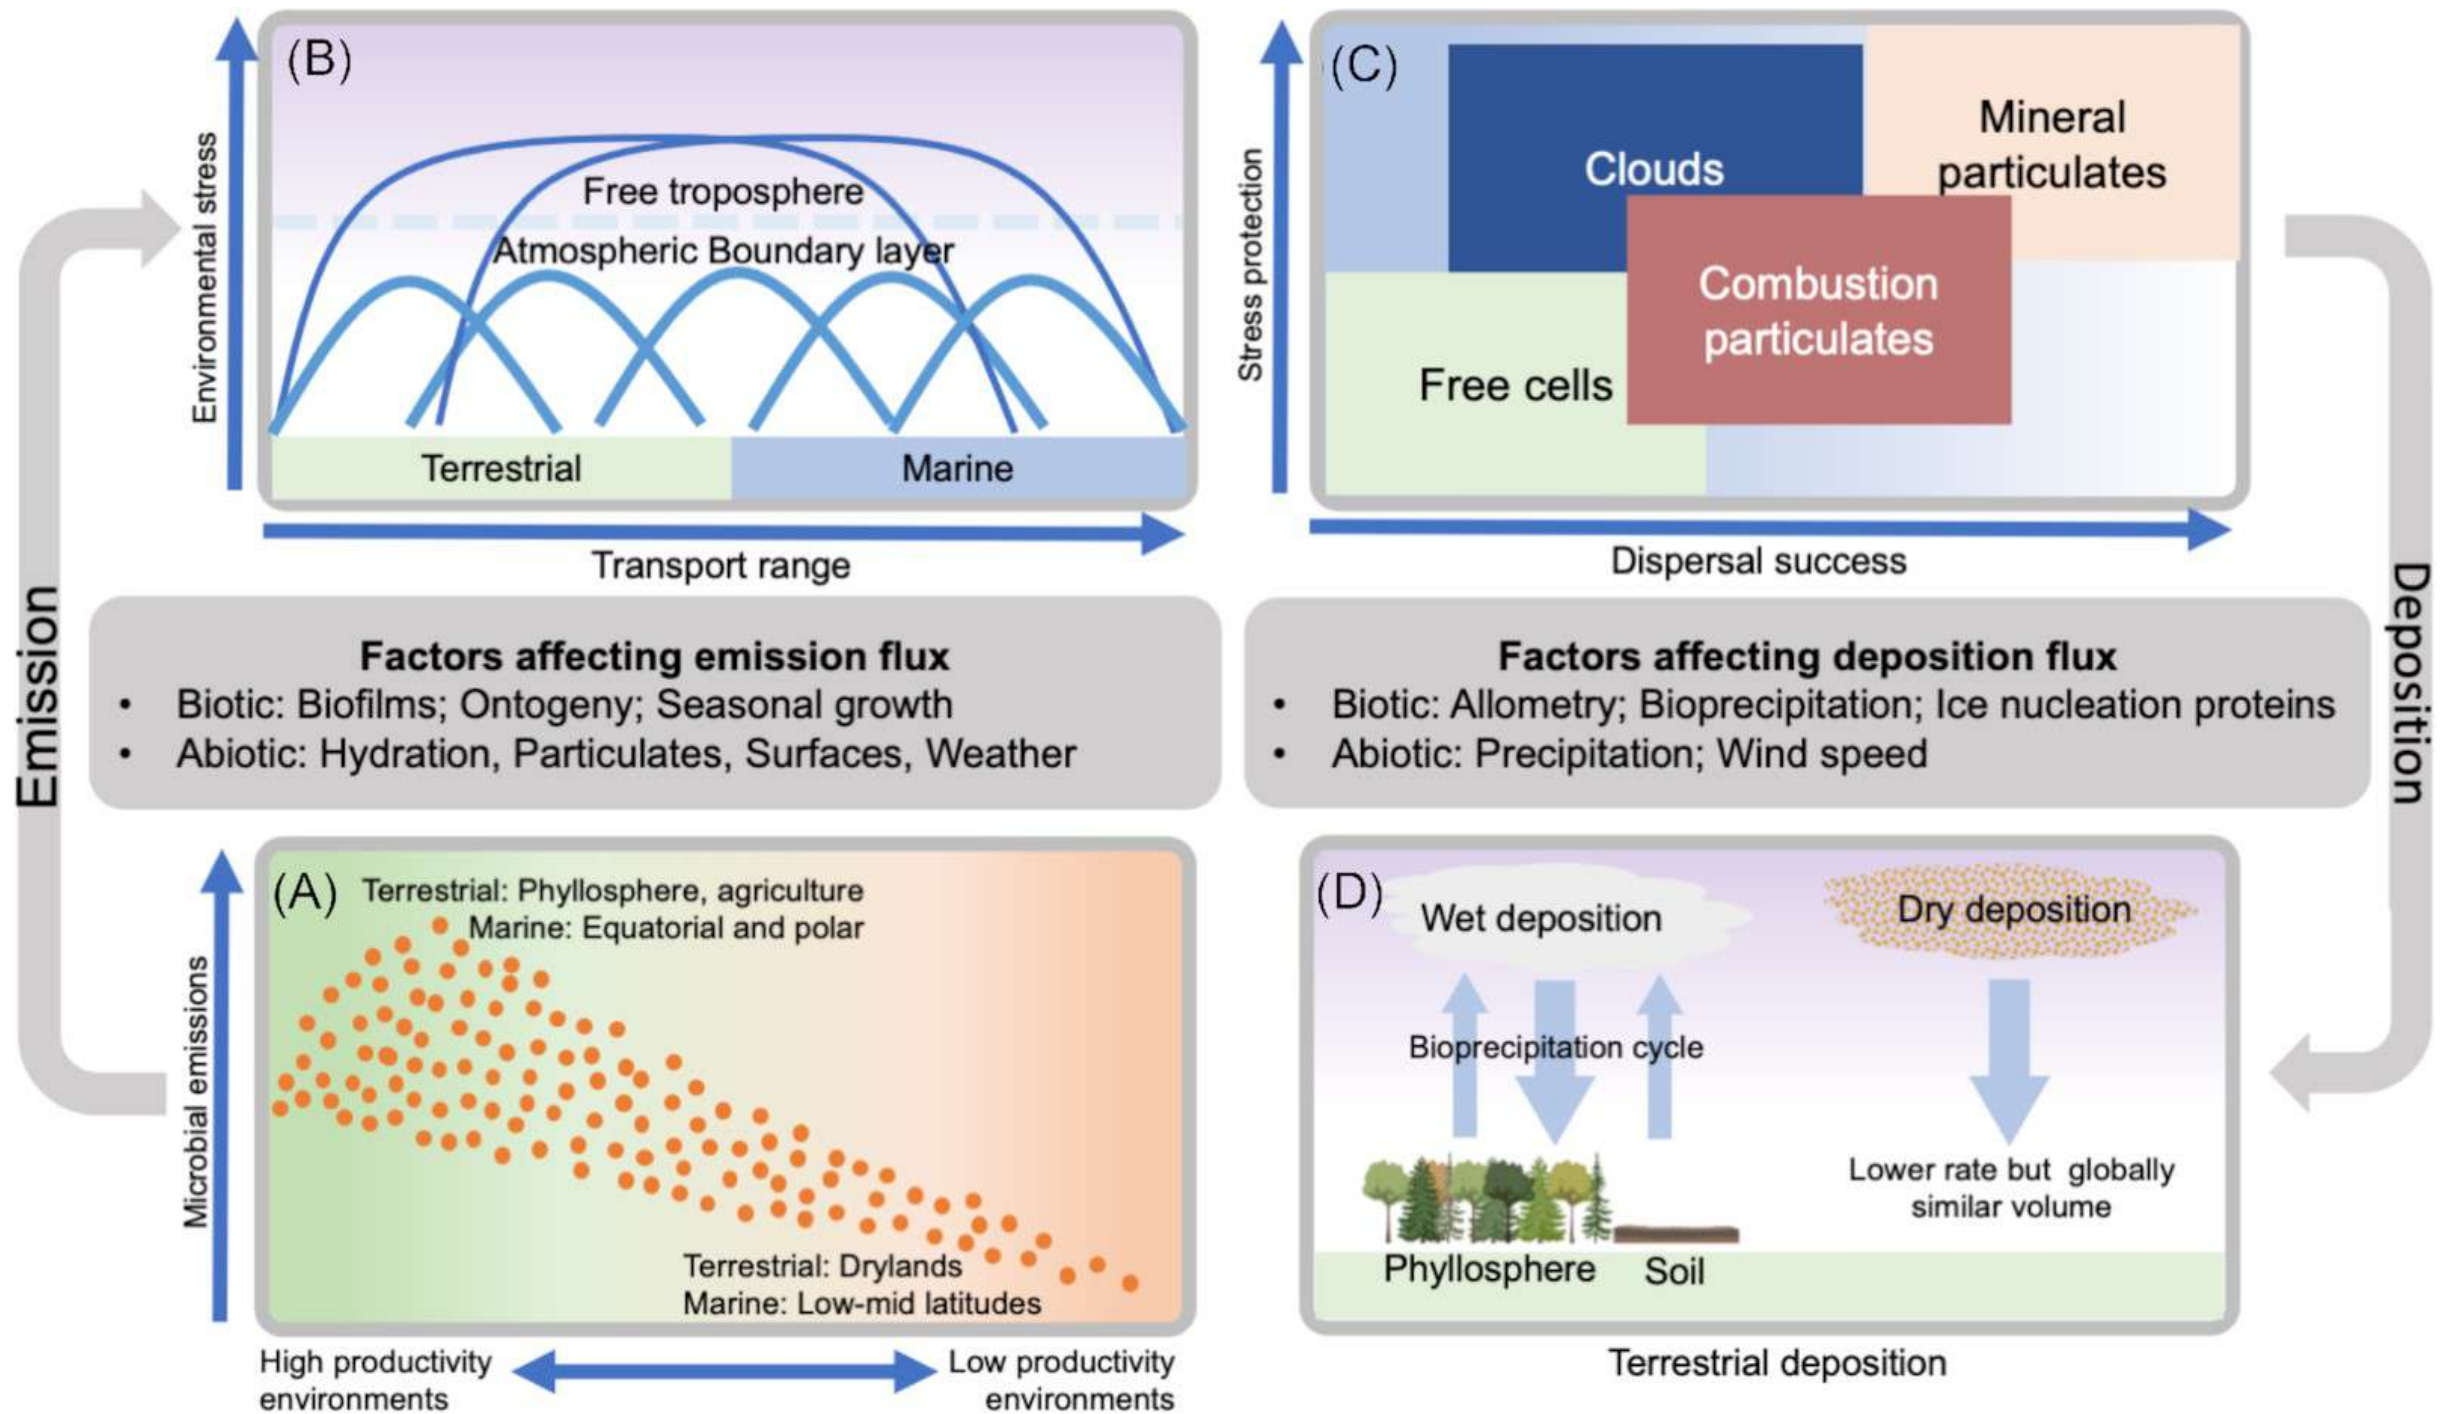 (B)
Environmental stress
Free troposphere
Atmospheric Boundary layer
Terrestrial
Marine
Transport range
(C)
Stress protection
Clouds
Mineral
particulates
Combustion
particulates
Free cells
Dispersal success
Emission
Factors affecting emission flux
• Biotic: Biofilms; Ontogeny; Seasonal growth
• Abiotic: Hydration, Particulates, Surfaces, Weather
Factors affecting deposition flux
• Biotic: Allometry; Bioprecipitation; Ice nucleation proteins
• Abiotic: Precipitation; Wind speed
Deposition
(A)
Microbial emissions
Terrestrial: Phyllosphere, agriculture
Marine: Equatorial and polar
Terrestrial: Drylands
Marine: Low-mid latitudes
High productivity
environments
Low productivity
environments
(D)
Wet deposition
Dry deposition
Bioprecipitation cycle
Lower rate but globally
similar volume
Phyllosphere
Soil
Terrestrial deposition